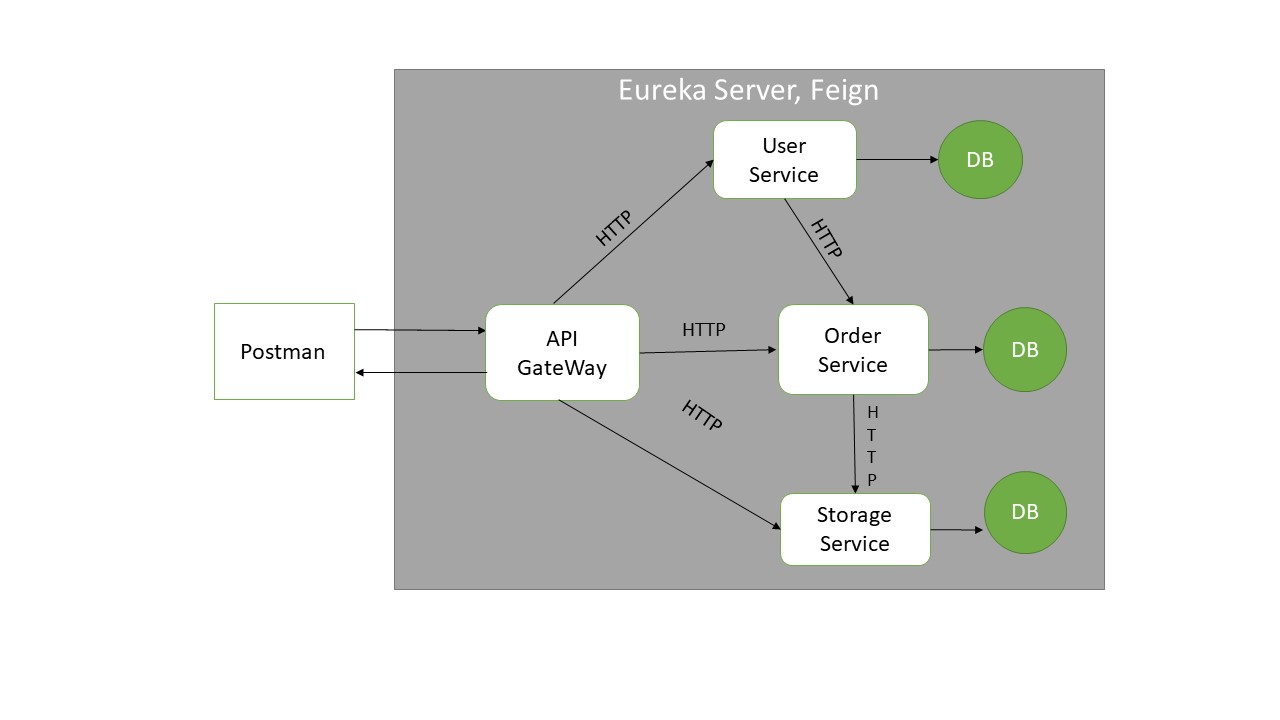 Eureka Server, Feign
User
Service
DB
HTTP
HTTP
Postman
API
GateWay
HTTP
Order
Service
DB
HTTP
H
T
T
P
Storage
Service
DB